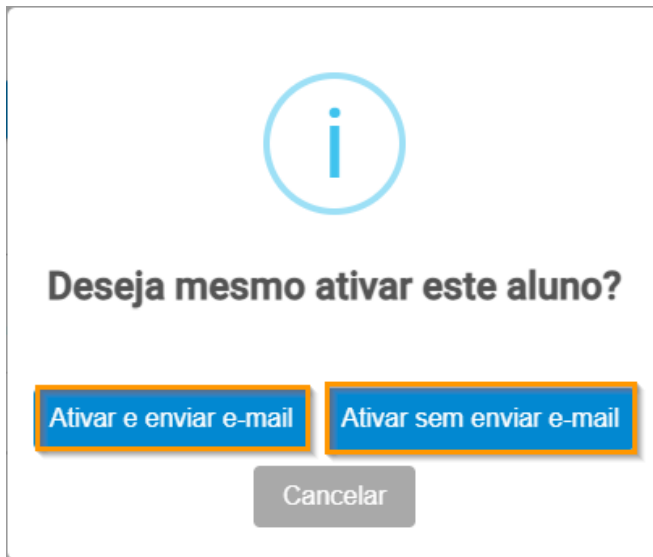 i
Deseja mesmo ativar este aluno?
Ativar e enviar e-mail Ativar sem enviar e-mail
Cancelar